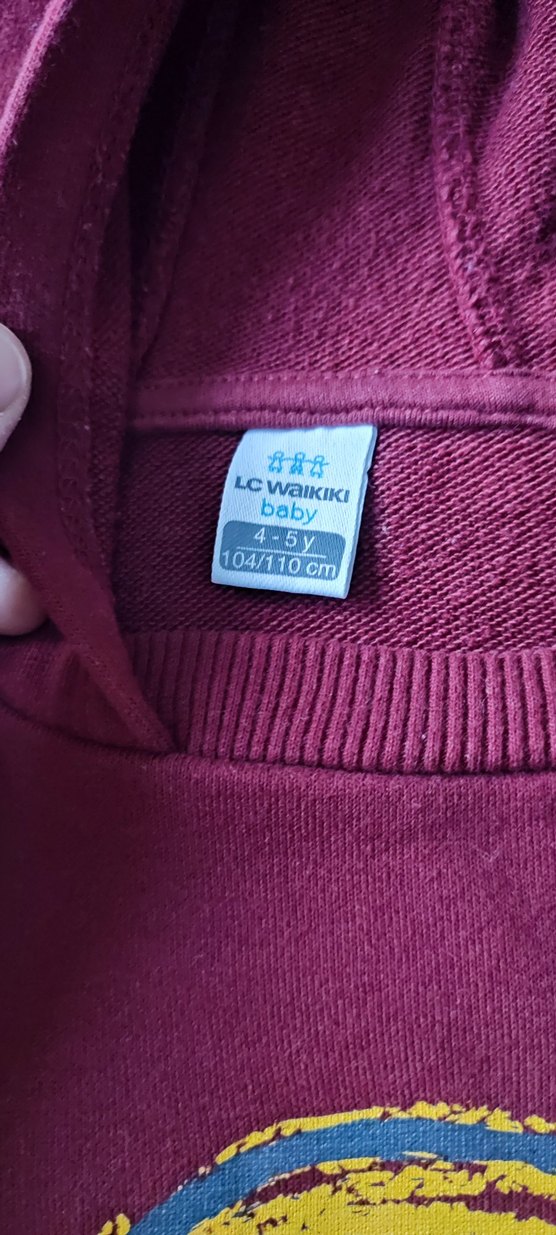 LC WAIKIKI
baby
4 - 5 y
104/110 cm